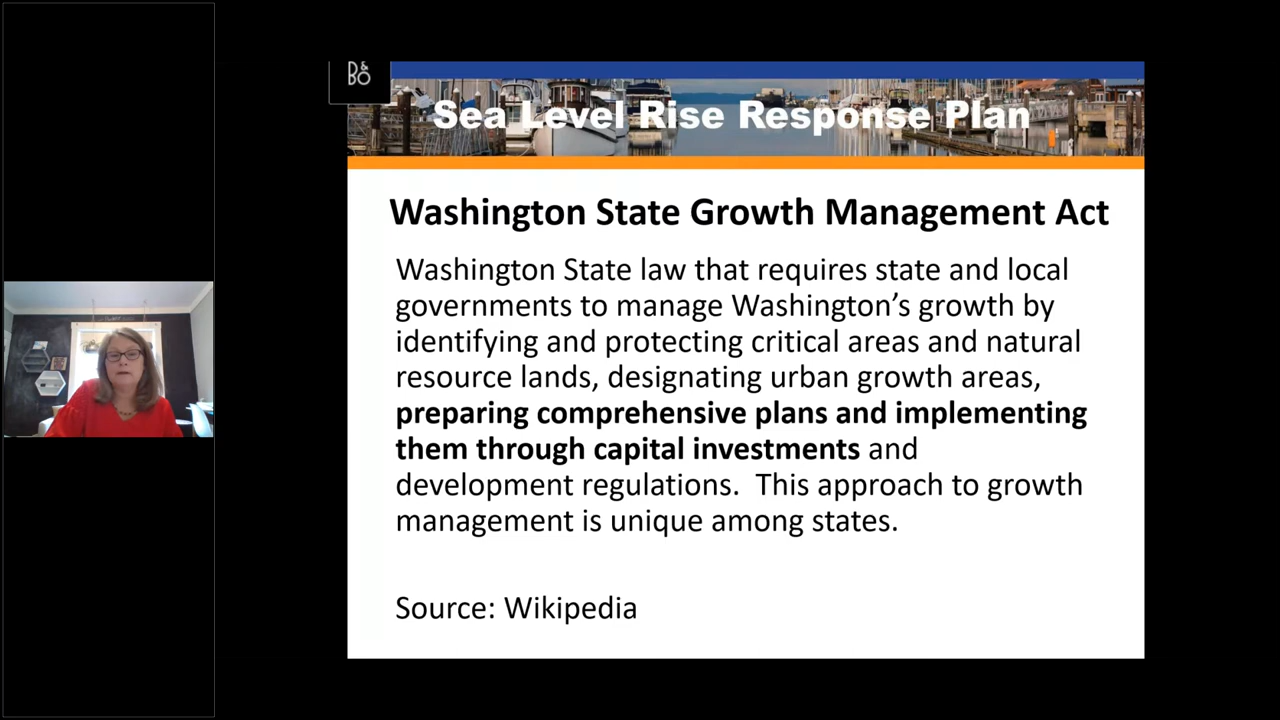 B&
BO
Sea Level Rise Response Plan
Washington State Growth Management Act
Washington State law that requires state and local
governments to manage Washington’s growth by
identifying and protecting critical areas and natural
resource lands, designating urban growth areas,
preparing comprehensive plans and implementing
them through capital investments and
development regulations.  This approach to growth
management is unique among states.
Source: Wikipedia